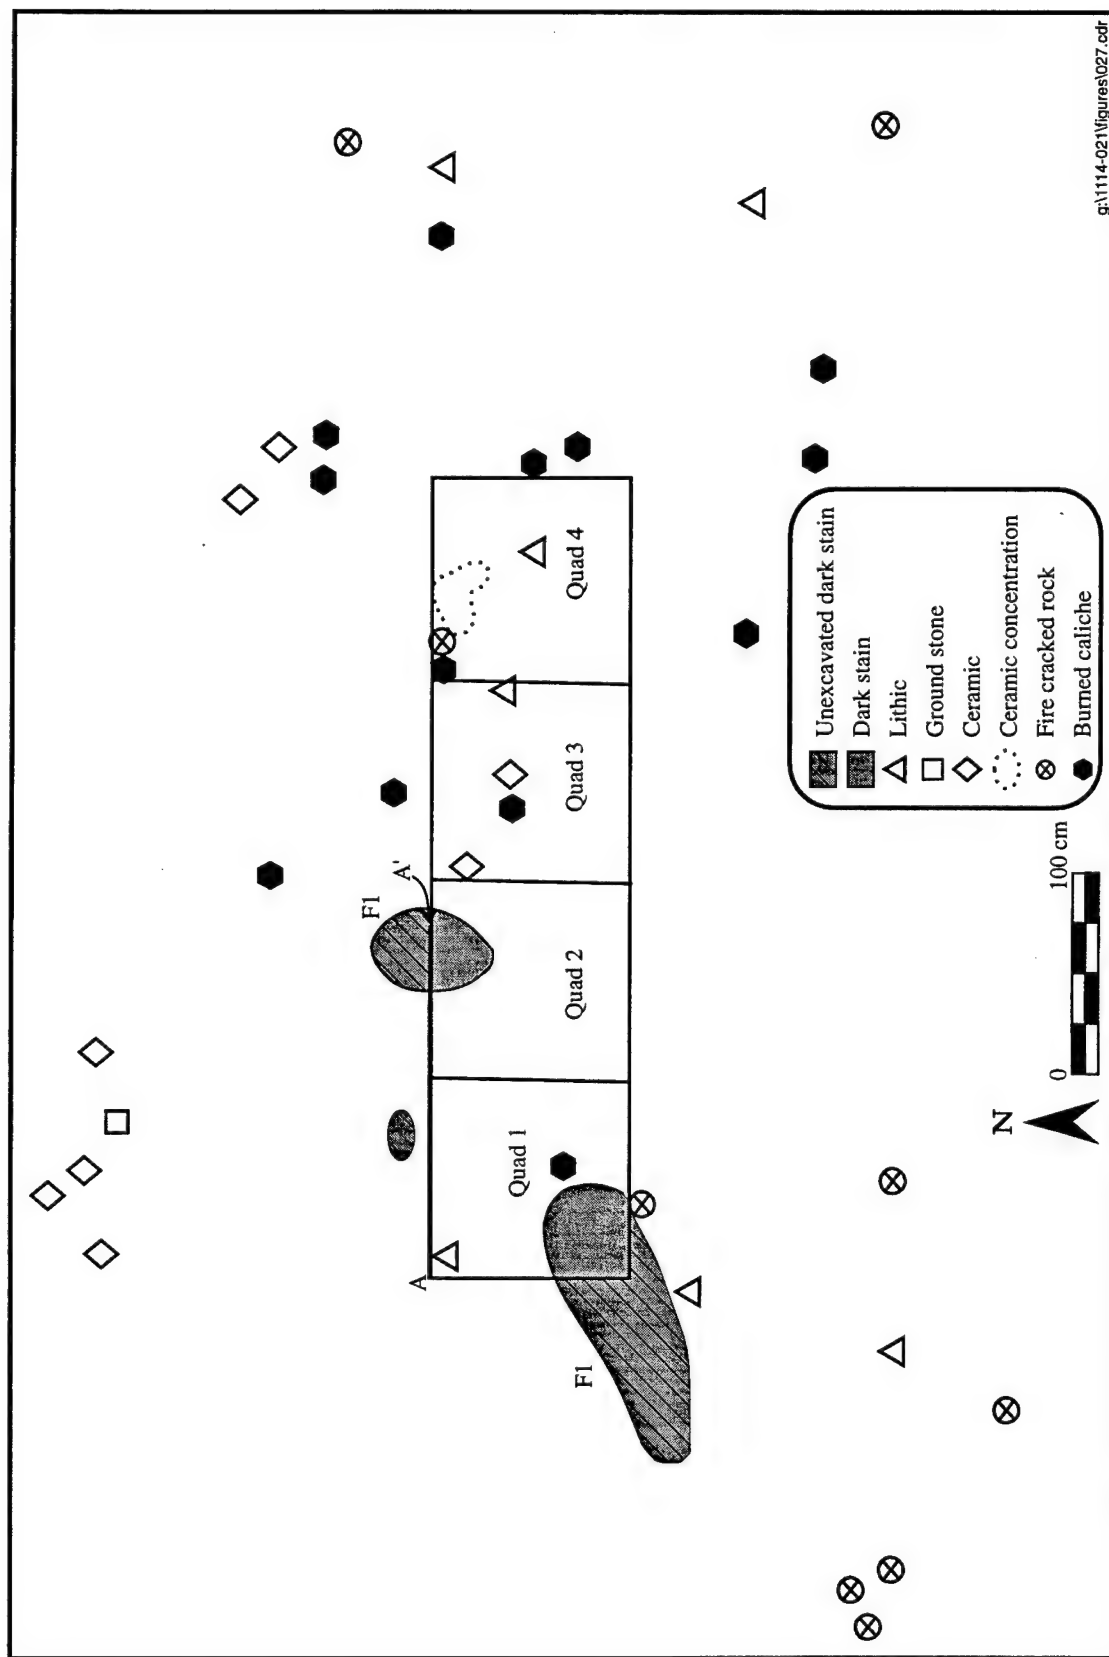 F1
A'
A
Quad 1
Quad 2
Quad 3
Quad 4
F1
N
0
100 cm
Unexcavated dark stain
Dark stain
Lithic
Ground stone
Ceramic
Ceramic concentration
Fire cracked rock
Burned caliche
g:\1114-021\figures\027.cdr